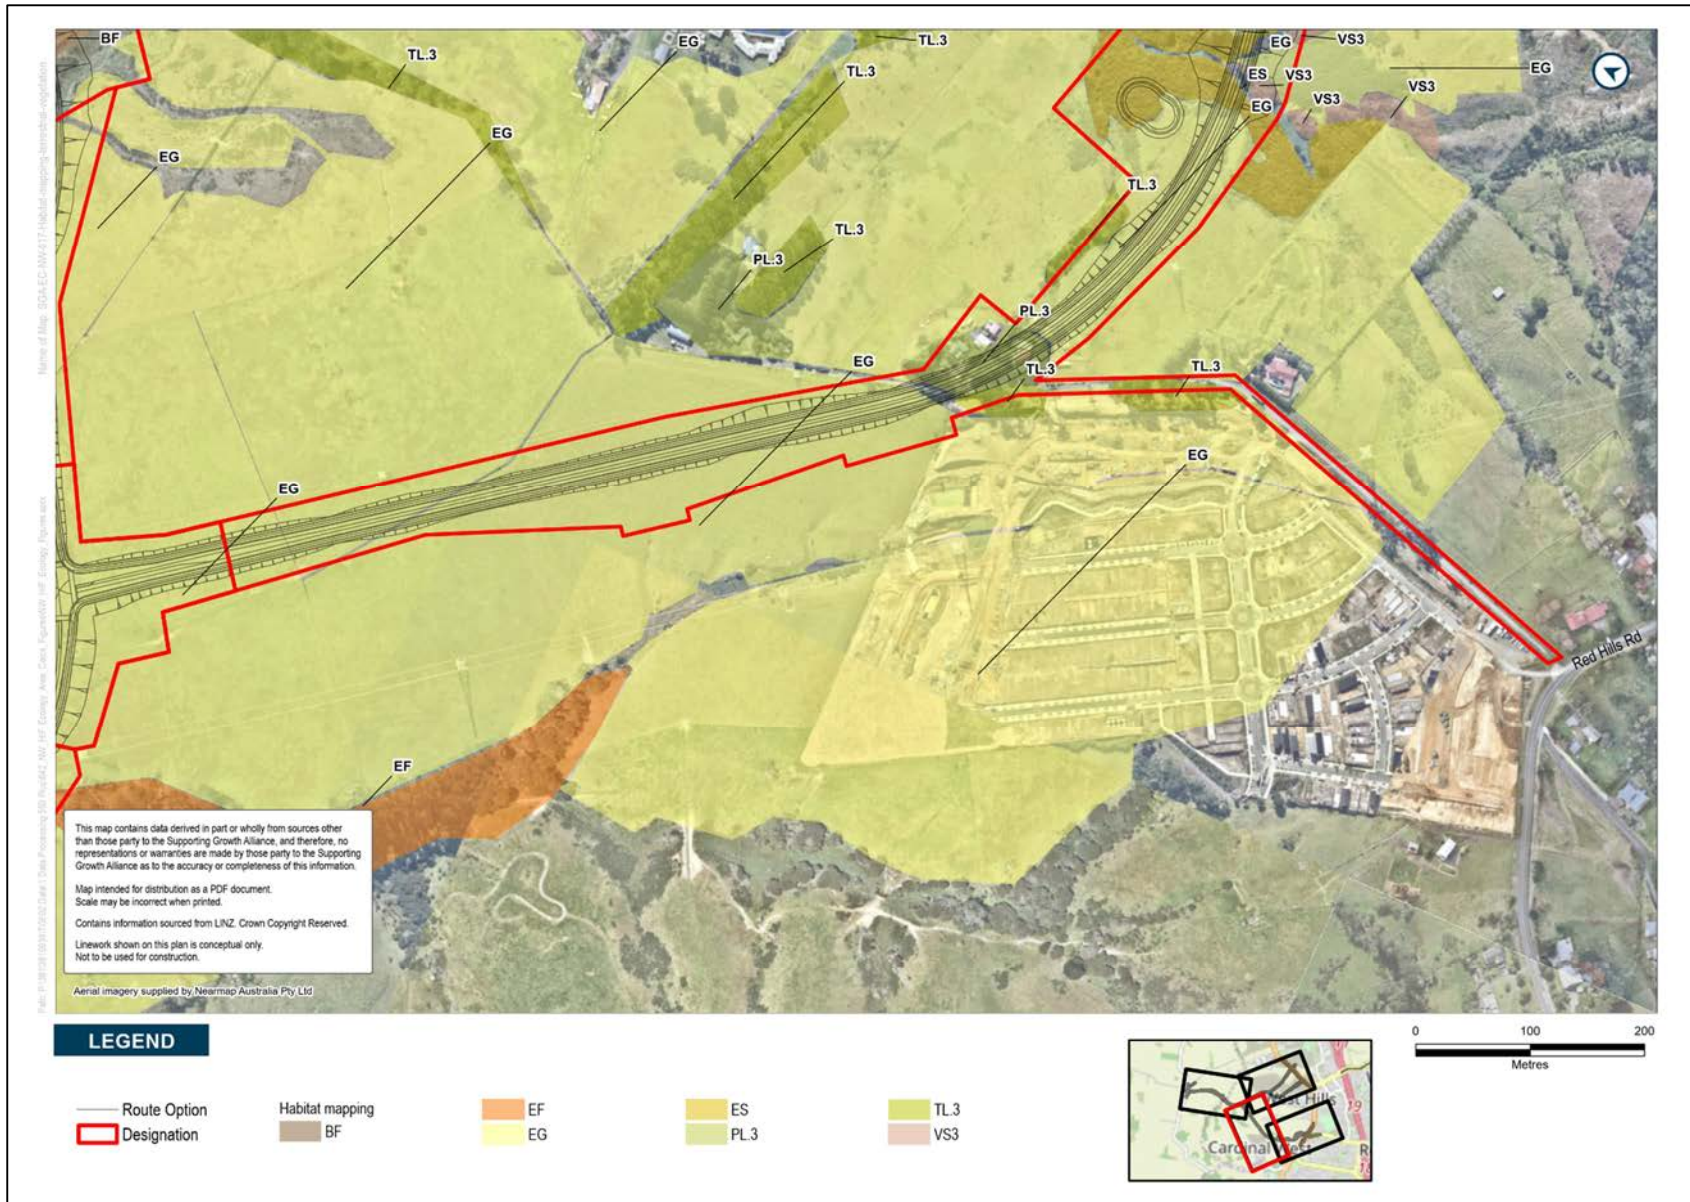 BF
TL.3
EG
TL.3
EG
VS3
TL.3
ES
VS3
EG
EG
VS3
VS3
EG
EG
TL.3
TL.3
PL.3
PL.3
EG
TL.3
TL.3
EG
EG
Red Hills Rd
EF
This map contains data derived in part or wholly from sources other
than those party to the Supporting Growth Alliance, and therefore, no
representations or warranties are made by those party to the Supporting
Growth Alliance as to the accuracy or completeness of this information.
Map intended for distribution as a PDF document.
Scale may be incorrect when printed.
Contains information sourced from LINZ. Crown Copyright Reserved.
Linework shown on this plan is conceptual only.
Not to be used for construction.
Aerial imagery supplied by Nearmap Australia Pty Ltd
LEGEND
0 100 200
Metres
Route Option
Designation
Habitat mapping
BF
EF
EG
ES
PL.3
TL.3
VS3
West Hills
19
Cardinal West